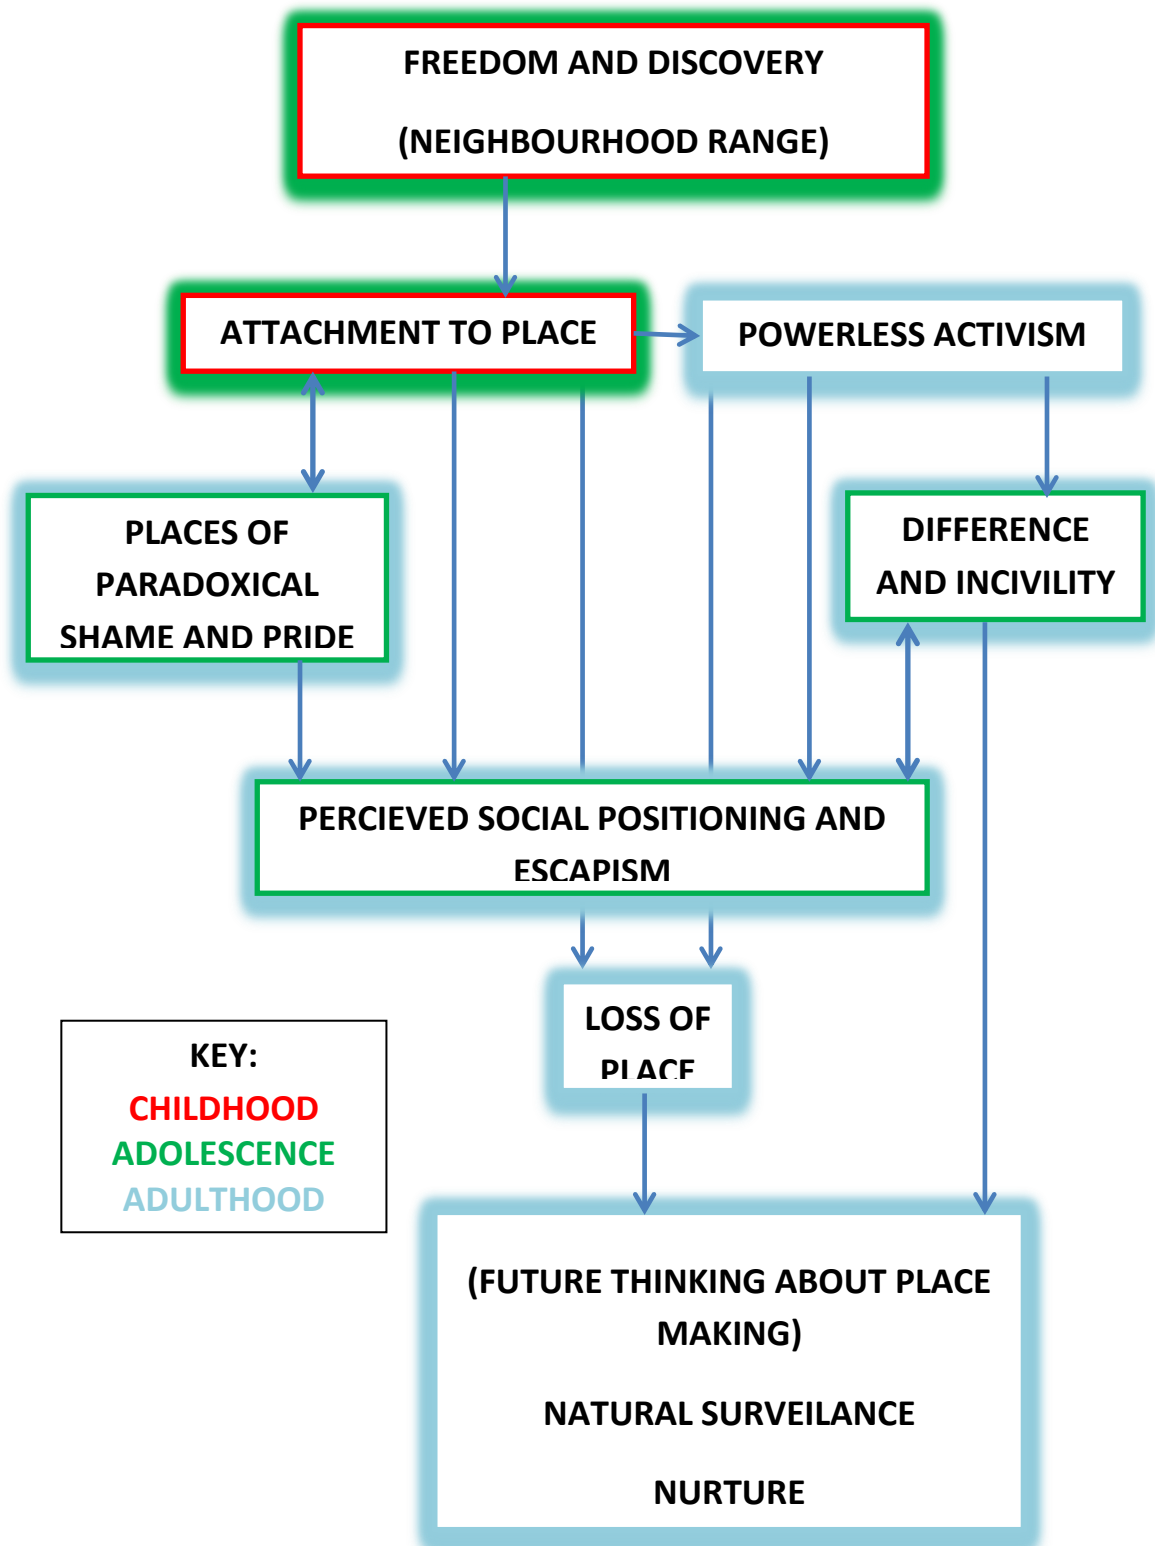 FREEDOM AND DISCOVERY
(NEIGHBOURHOOD RANGE)
ATTACHMENT TO PLACE
POWERLESS ACTIVISM
PLACES OF
PARADOXICAL
SHAME AND PRIDE
DIFFERENCE
AND INCIVILITY
PERCIEVED SOCIAL POSITIONING AND
ESCAPISM
LOSS OF
PLACE
KEY:
CHILDHOOD
ADOLESCENCE
ADULTHOOD
(FUTURE THINKING ABOUT PLACE
MAKING)
NATURAL SURVEILANCE
NURTURE